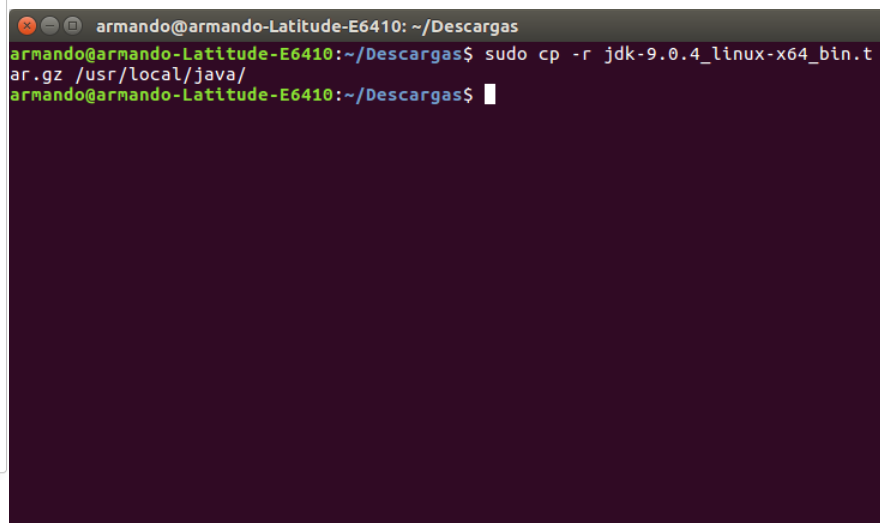 armando@armando-Latitude-E6410: ~/Descargas
armando@armando-Latitude-E6410:~/Descargas$ sudo cp -r jdk-9.0.4_linux-x64_bin.t
ar.gz /usr/local/java/
armando@armando-Latitude-E6410:~/Descargas$